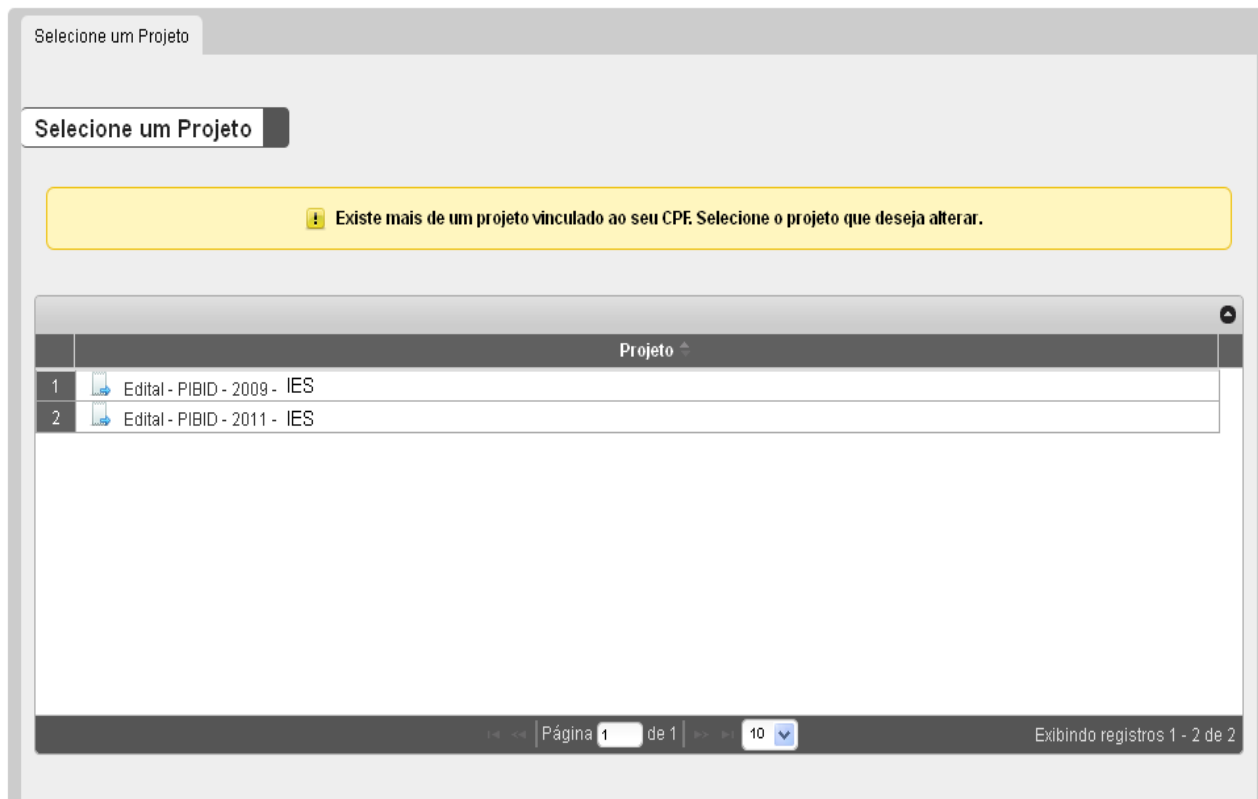 Selecione um Projeto
Selecione um Projeto
Existe mais de um projeto vinculado ao seu CPF. Selecione o projeto que deseja alterar.
Projeto
1 Edital - PIBID - 2009 - IES
2 Edital - PIBID - 2011 - IES
Página 1 de 1 10 Exibindo registros 1 - 2 de 2